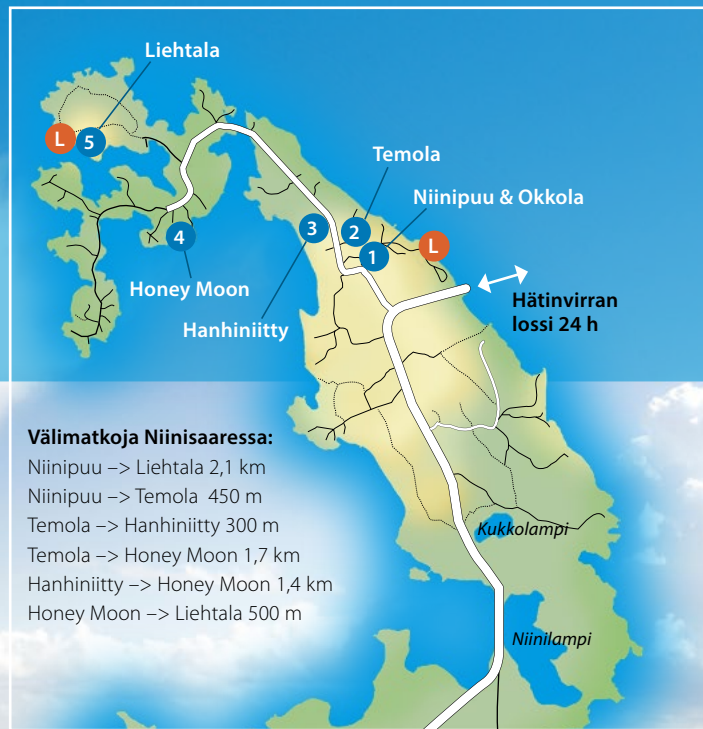 Liehtala
L
5
Temola
Niinipuu & Okkola
3
2
L
4
1
Honey Moon
Hätinvirran
lossi 24 h
Hanhiniitty
Välimatkoja Niinisaaressa:
Niinipuu –> Liehtala 2,1 km
Niinipuu –> Temola 450 m
Temola –> Hanhiniitty 300 m
Temola –> Honey Moon 1,7 km
Hanhiniitty –> Honey Moon 1,4 km
Honey Moon –> Liehtala 500 m
Kukkolampi
Niinilampi